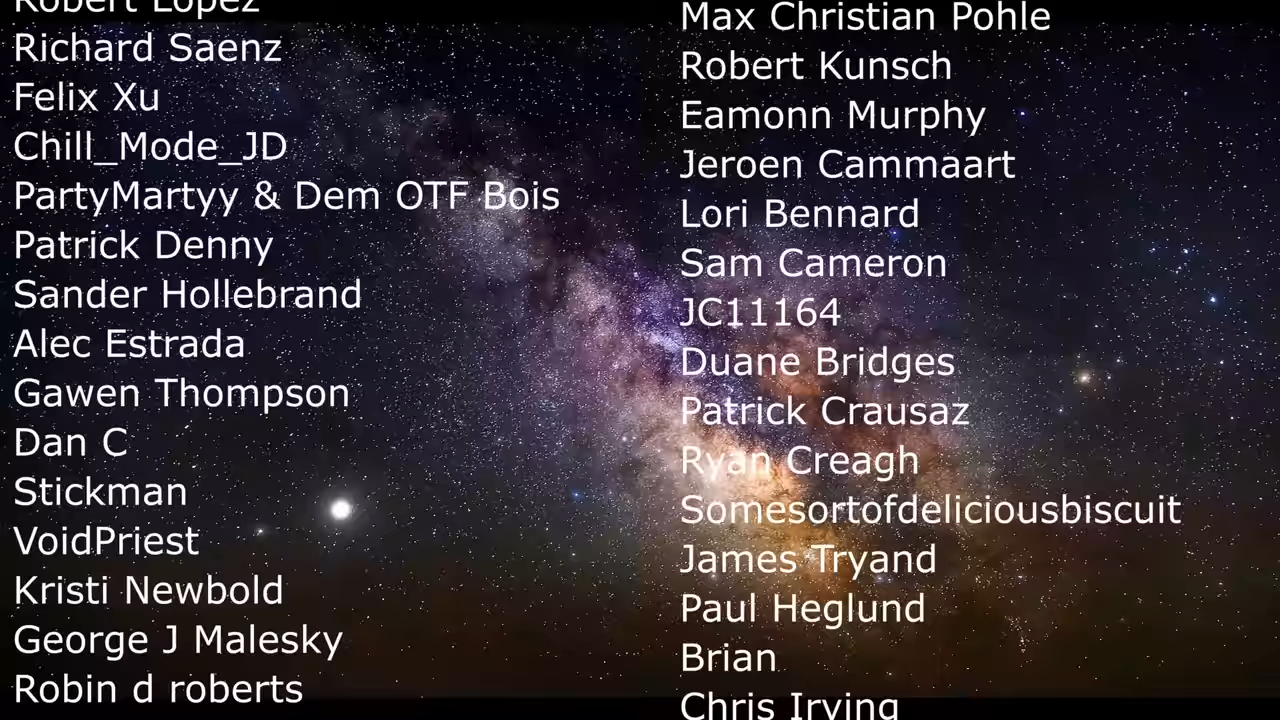 Robert Lopez
Richard Saenz
Felix Xu
Chill_Mode_JD
PartyMartyy & Dem OTF Bois
Patrick Denny
Sander Hollebrand
Alec Estrada
Gawen Thompson
Dan C
Stickman
VoidPriest
Kristi Newbold
George J Malesky
Robin d roberts
Max Christian Pohle
Robert Kunsch
Eamonn Murphy
Jeroen Cammaart
Lori Bennard
Sam Cameron
JC11164
Duane Bridges
Patrick Crausaz
Ryan Creagh
Somesortofdeliciousbiscuit
James Tryand
Paul Heglund
Brian
Chris Irving